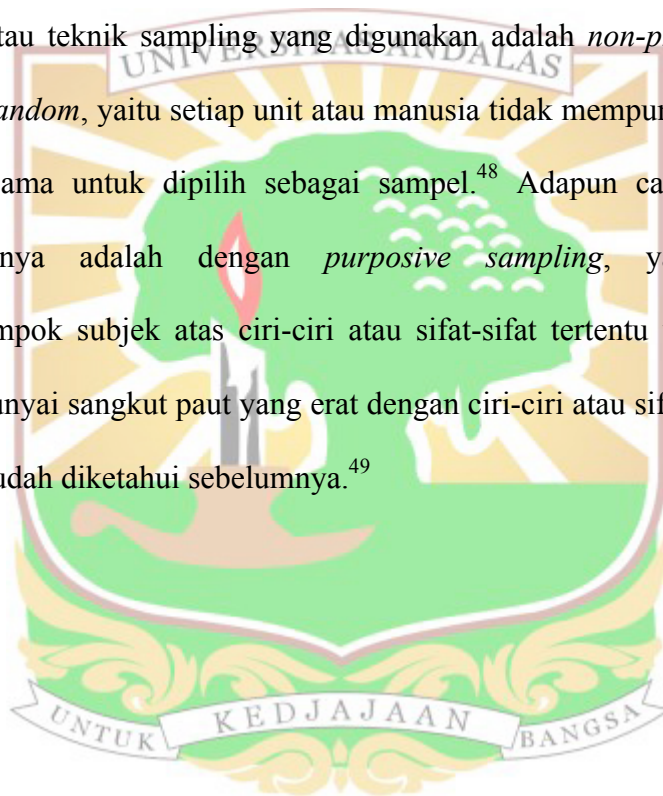 tau teknik sampling yang digunakan adalah non-p
UNIVERSITAS ANDALAS
andom, yaitu setiap unit atau manusia tidak mempun
ama untuk dipilih sebagai sampel.48 Adapun ca
nya adalah dengan purposive sampling, y
mpok subjek atas ciri-ciri atau sifat-sifat tertentu
unyai sangkut paut yang erat dengan ciri-ciri atau sif
udah diketahui sebelumnya.49
UNTUK KEDJAJAAN BANGSA